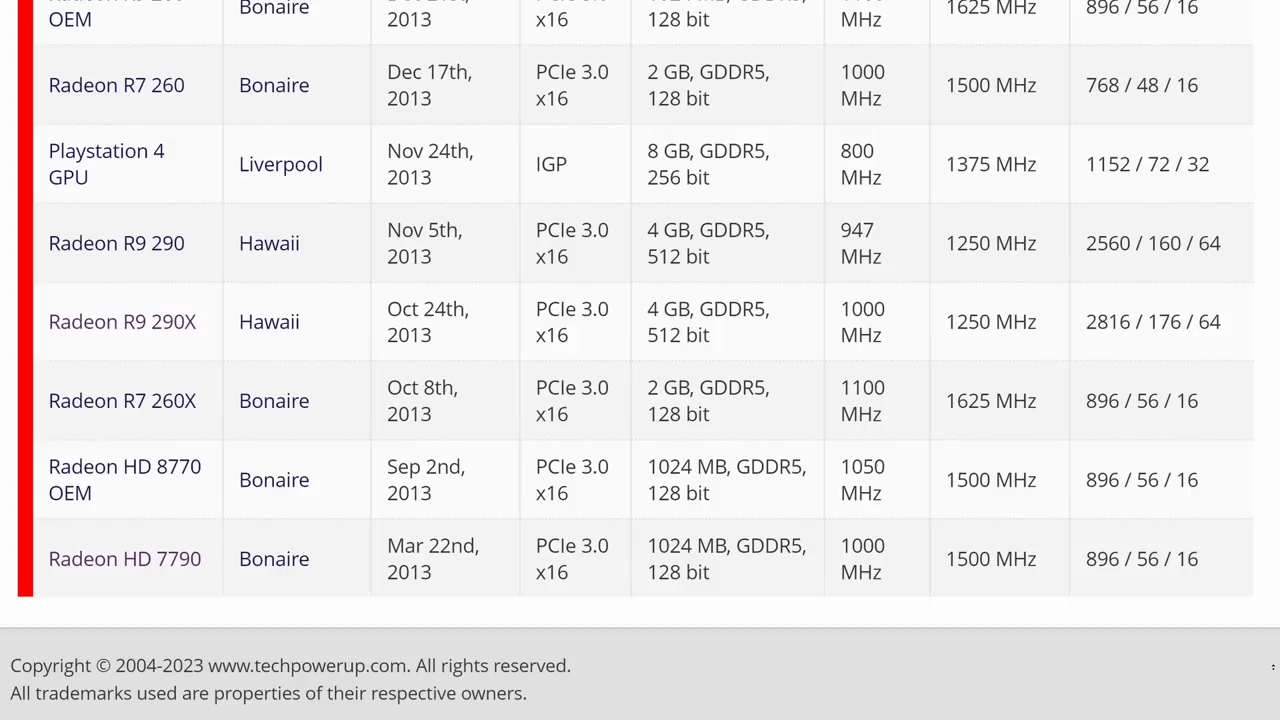 OEM Bonaire 2013 x16 128 bit MHz 1625 MHz 896 / 56 / 16
Radeon R7 260 Bonaire Dec 17th, 2013 PCIe 3.0 x16 2 GB, GDDR5, 128 bit 1000 MHz 1500 MHz 768 / 48 / 16
Playstation 4 GPU Liverpool Nov 24th, 2013 IGP 8 GB, GDDR5, 256 bit 800 MHz 1375 MHz 1152 / 72 / 32
Radeon R9 290 Hawaii Nov 5th, 2013 PCIe 3.0 x16 4 GB, GDDR5, 512 bit 947 MHz 1250 MHz 2560 / 160 / 64
Radeon R9 290X Hawaii Oct 24th, 2013 PCIe 3.0 x16 4 GB, GDDR5, 512 bit 1000 MHz 1250 MHz 2816 / 176 / 64
Radeon R7 260X Bonaire Oct 8th, 2013 PCIe 3.0 x16 2 GB, GDDR5, 128 bit 1100 MHz 1625 MHz 896 / 56 / 16
Radeon HD 8770 OEM Bonaire Sep 2nd, 2013 PCIe 3.0 x16 1024 MB, GDDR5, 128 bit 1050 MHz 1500 MHz 896 / 56 / 16
Radeon HD 7790 Bonaire Mar 22nd, 2013 PCIe 3.0 x16 1024 MB, GDDR5, 128 bit 1000 MHz 1500 MHz 896 / 56 / 16
Copyright © 2004-2023 www.techpowerup.com. All rights reserved.
All trademarks used are properties of their respective owners.